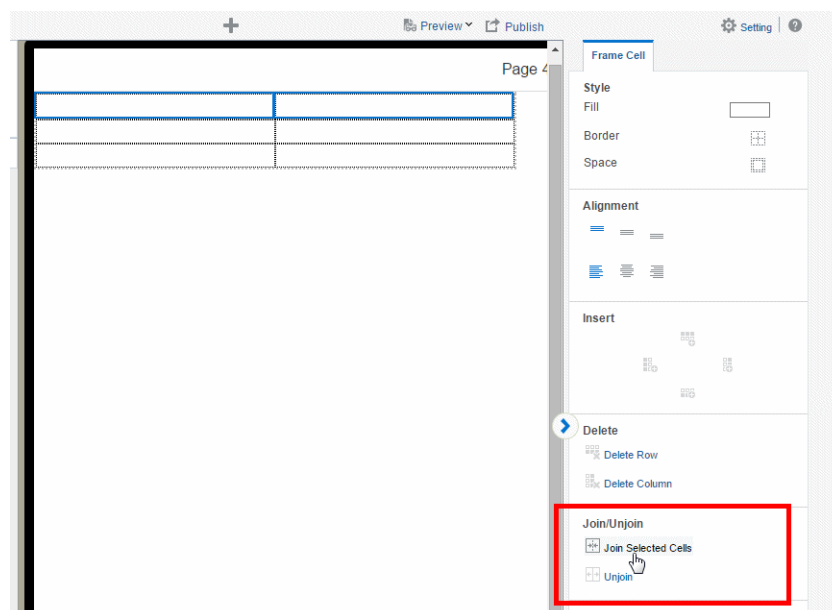 Preview Publish Setting
Page 4
Frame Cell
Style
Fill
Border
Space
Alignment
Insert
Delete
Delete Row
Delete Column
Join/Unjoin
Join Selected Cells
Unjoin